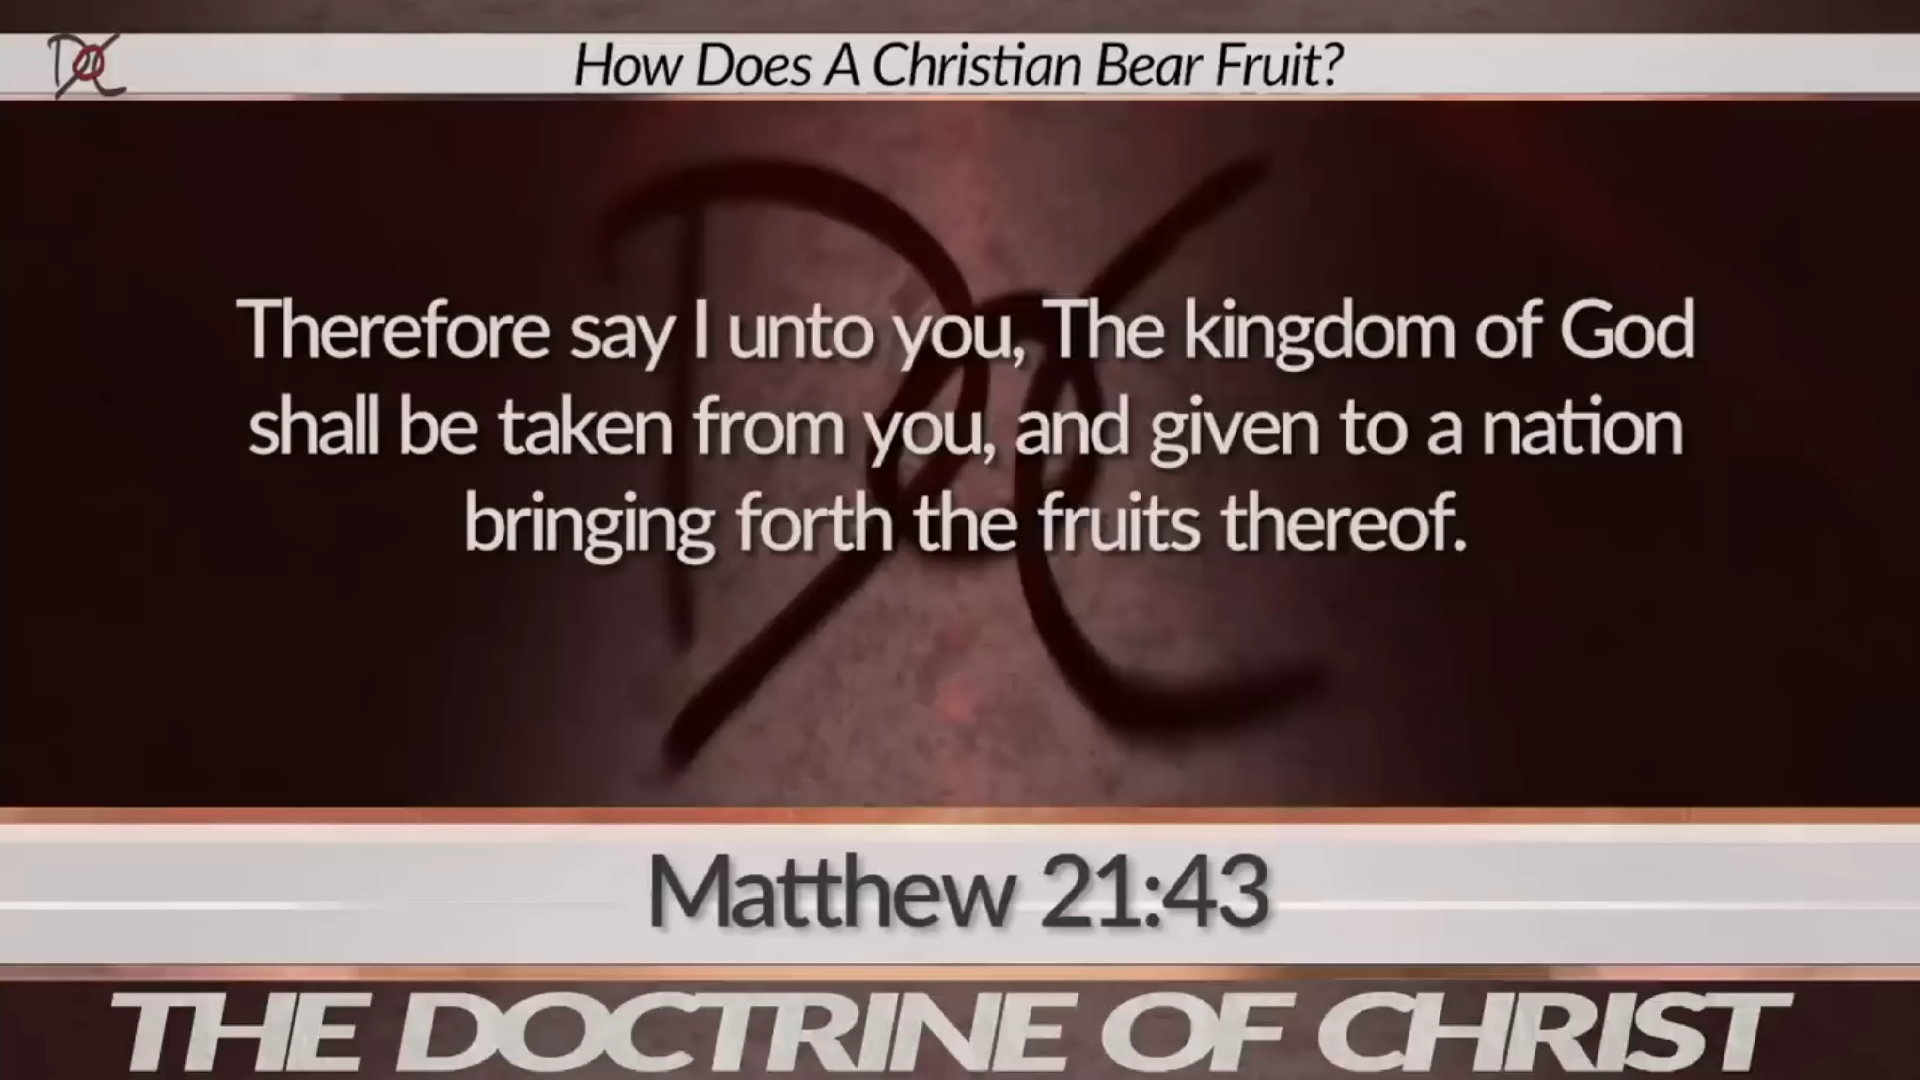 How Does A Christian Bear Fruit?
Therefore say I unto you, The kingdom of God
shall be taken from you, and given to a nation
bringing forth the fruits thereof.
Matthew 21:43
THE DOCTRINE OF CHRIST